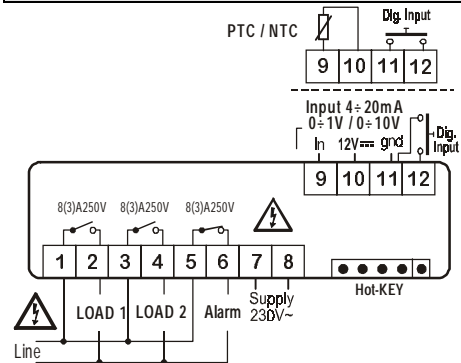 PTC / NTC
Dig. Input
9 10 11 12
Input 4÷20mA
0÷1V / 0÷10V
In 12V⎓ gnd
Dig.
Input
9 10 11 12
8(3)A250V 8(3)A250V 8(3)A250V
1 2 3 4 5 6 7 8
Hot-KEY
LOAD 1 LOAD 2 Alarm
Supply
230V~
Line